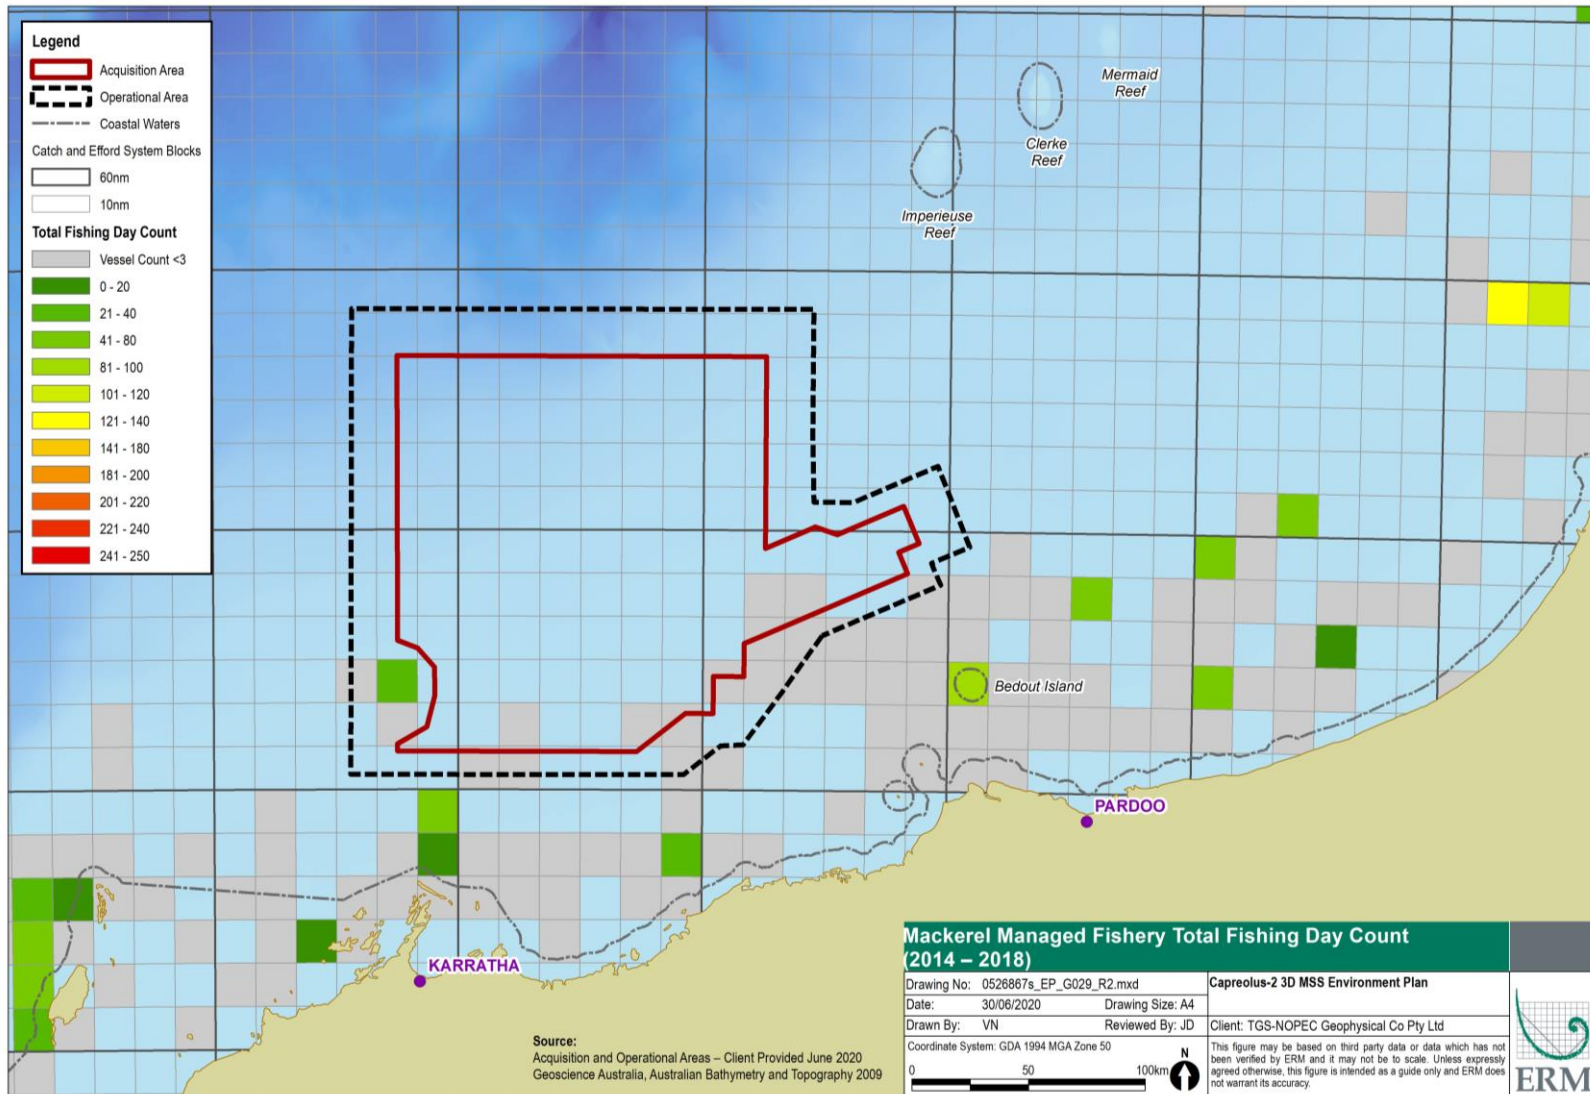 Legend
Acquisition Area
Operational Area
Coastal Waters
Catch and Efford System Blocks
60nm
10nm
Total Fishing Day Count
Vessel Count <3
0 - 20
21 - 40
41 - 80
81 - 100
101 - 120
121 - 140
141 - 180
181 - 200
201 - 220
221 - 240
241 - 250
Mermaid
Reef
Clerke
Reef
Imperieuse
Reef
Bedout Island
PARDOO
KARRATHA
Source:
Acquisition and Operational Areas – Client Provided June 2020
Geoscience Australia, Australian Bathymetry and Topography 2009
Mackerel Managed Fishery Total Fishing Day Count
(2014 – 2018)
Drawing No: 0526867s_EP_G029_R2.mxd
Date: 30/06/2020 Drawing Size: A4
Drawn By: VN Reviewed By: JD
Coordinate System: GDA 1994 MGA Zone 50
0 50 100km
N
Capreolus-2 3D MSS Environment Plan
Client: TGS-NOPEC Geophysical Co Pty Ltd
This figure may be based on third party data or data which has not
been verified by ERM and it may not be to scale. Unless expressly
agreed otherwise, this figure is intended as a guide only and ERM does
not warrant its accuracy.
ERM